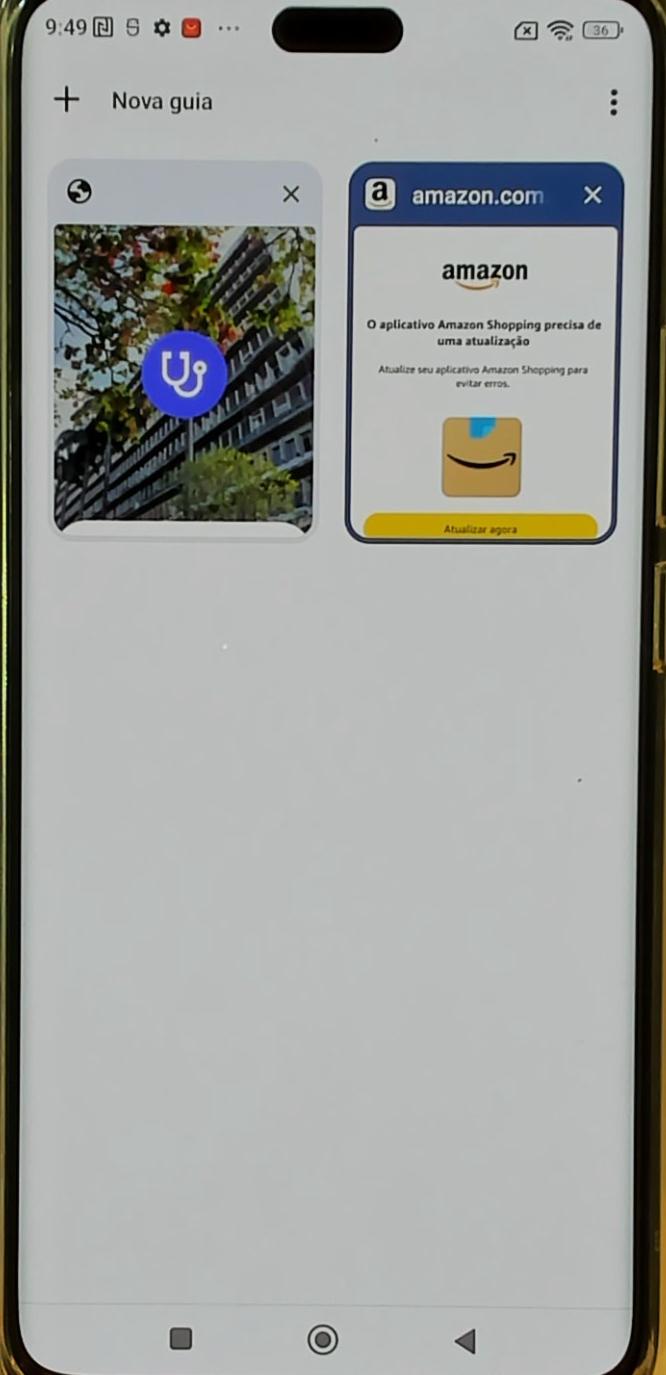 9:49
36
Nova guia
amazon.com
amazon
O aplicativo Amazon Shopping precisa de
uma atualização
Atualize seu aplicativo Amazon Shopping para
evitar erros.
Atualizar agora